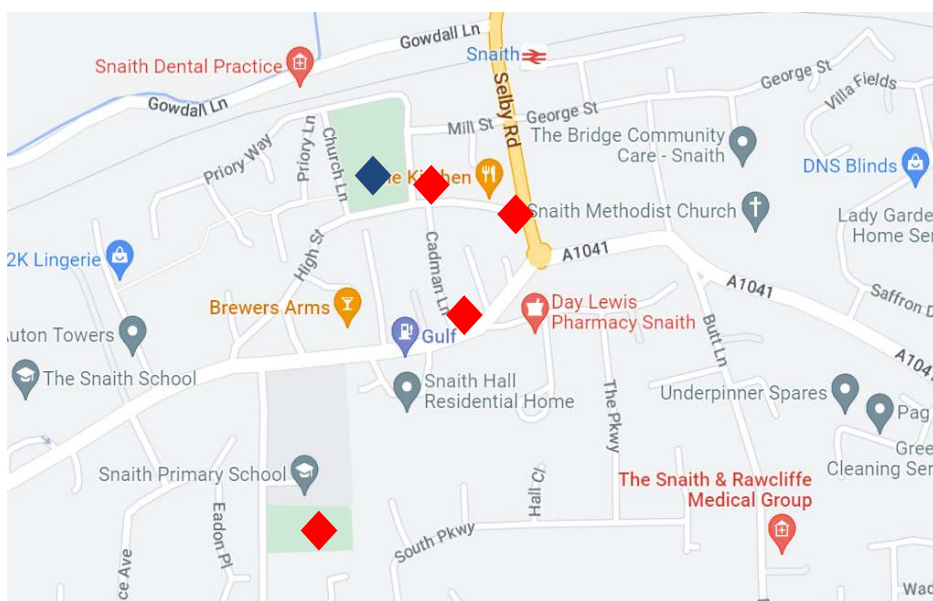 Gowdall Ln
Snaith
Snaith Dental Practice
George St
Gowdall Ln
Villa Fields
Selby Rd
George St
Mill St
Church Ln
Priory Ln
The Bridge Community
Care - Snaith
Priory Way
DNS Blinds
Snaith Methodist Church
Lady Garde
Home Ser
High St
Cadman Ln
A1041
2K Lingerie
A1041
Brewers Arms
Day Lewis
Pharmacy Snaith
Saffron D
Gulf
Butt Ln
uton Towers
A1041
The Snaith School
Snaith Hall
Residential Home
The Pkwy
Underpinner Spares
Pag
Gree
Cleaning Ser
Snaith Primary School
Hall Cl
The Snaith & Rawcliffe
Medical Group
Eadon Pl
South Pkwy
ce Ave
Wad